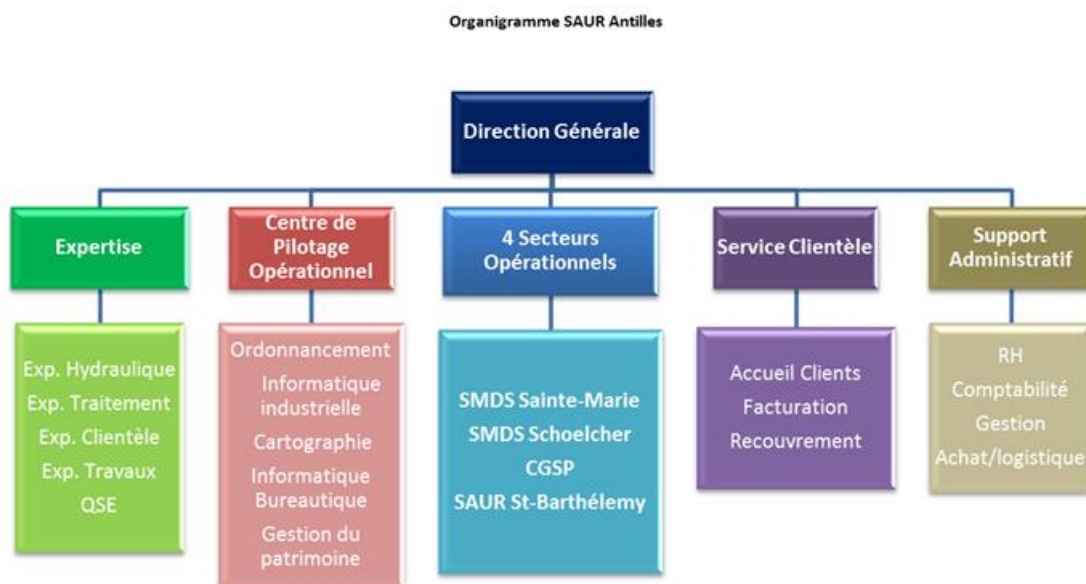 Organigramme SAUR Antilles
Direction Générale
Expertise
Centre de
Pilotage
Opérationnel
4 Secteurs
Opérationnels
Service Clientèle
Support
Administratif
Exp. Hydraulique
Exp. Traitement
Exp. Clientèle
Exp. Travaux
QSE
Ordonnancement
Informatique
industrielle
Cartographie
Informatique
Bureautique
Gestion du
patrimoine
SMDS Sainte-Marie
SMDS Schoelcher
CGSP
SAUR St-Barthélemy
Accueil Clients
Facturation
Recouvrement
RH
Comptabilité
Gestion
Achat/logistique